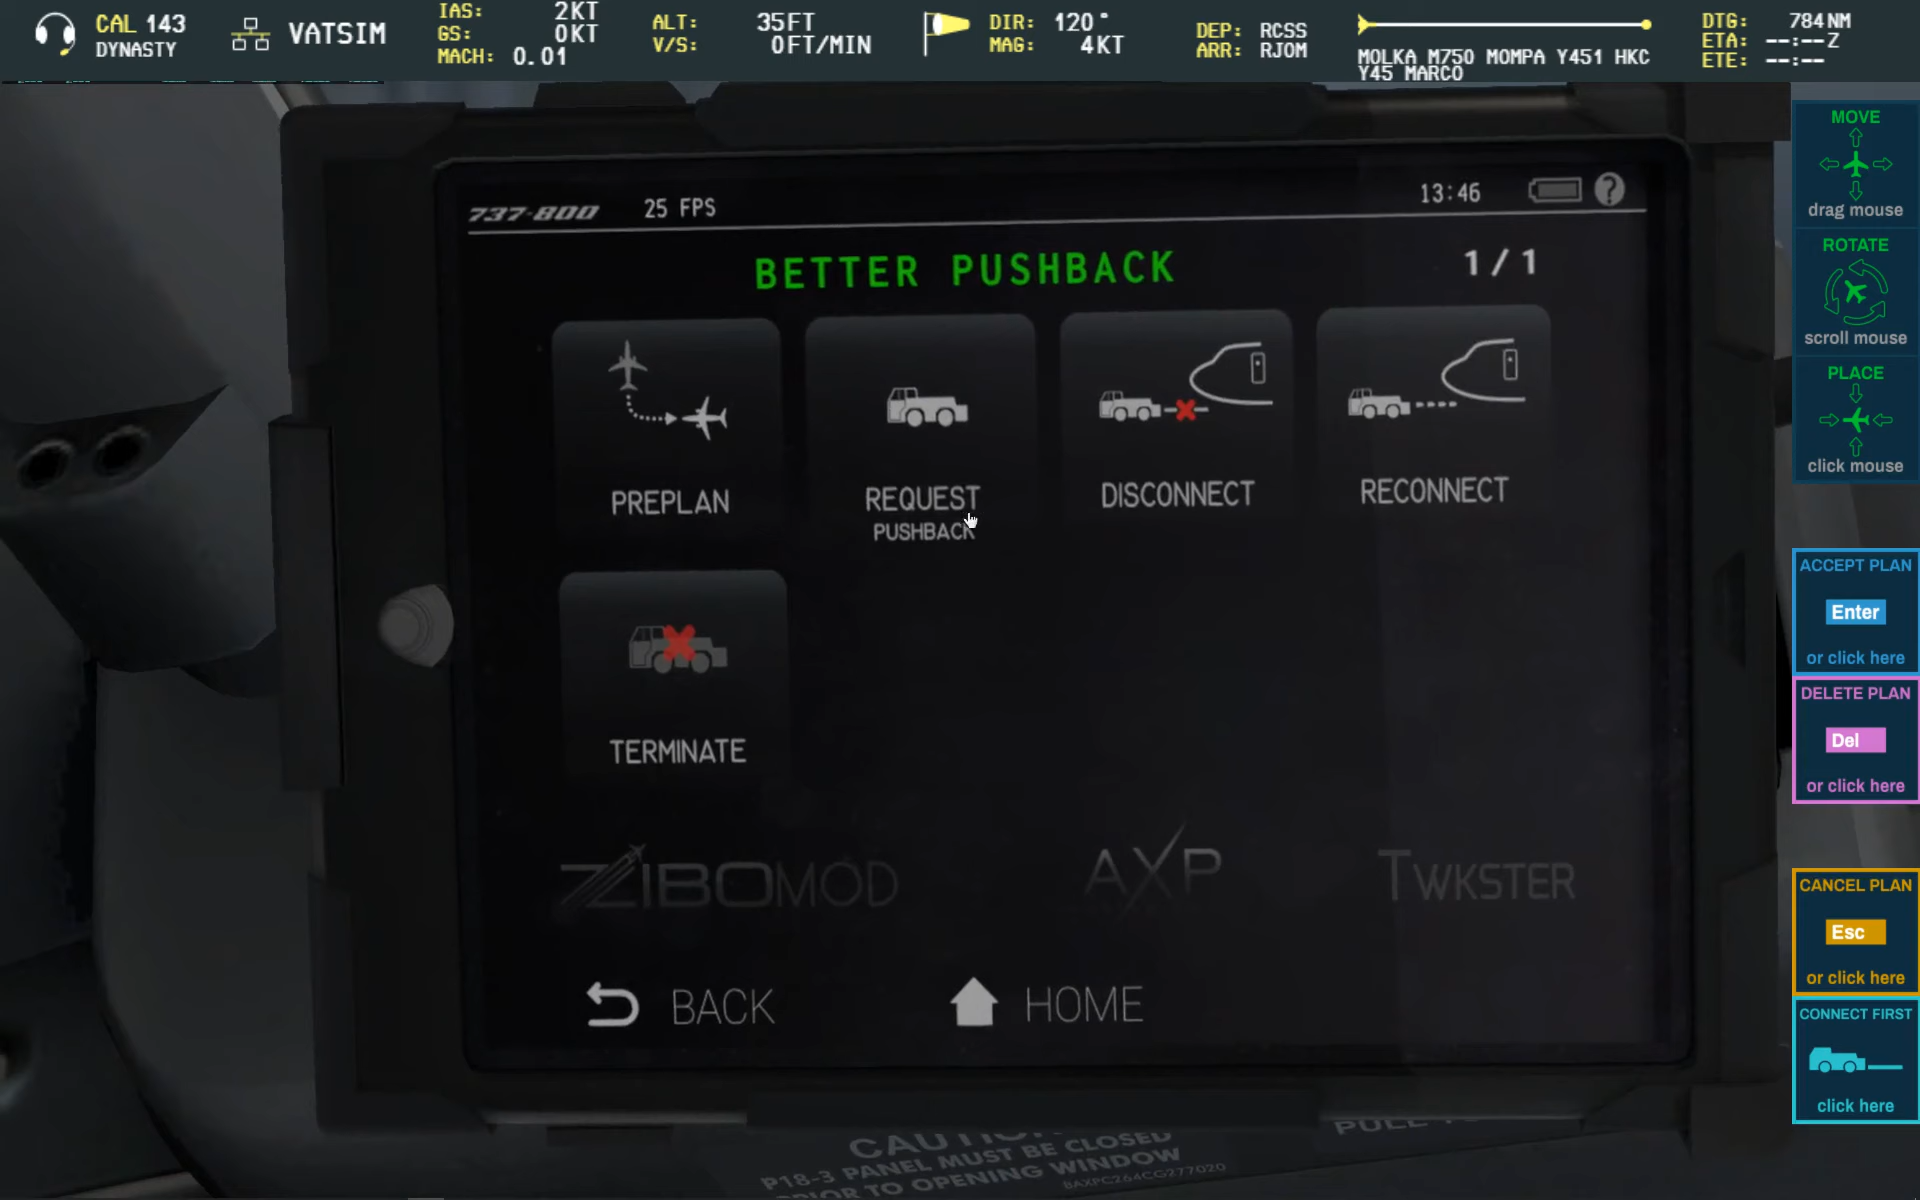 CAL 143
DYNASTY
VATSIM
IAS: 2KT
GS: 0KT
MACH: 0.01
ALT: 35FT
V/S: 0FT/MIN
DIR: 120°
MAG: 4KT
DEP: RCSS
ARR: RJOM
MOLKA M750 MOMPA Y451 HKC
Y45 MARCO
DTG: 784NM
ETA: --:--Z
ETE: --:--
737-800
25 FPS
13:46
?
BETTER PUSHBACK
1/1
PREPLAN
REQUEST
PUSHBACK
DISCONNECT
RECONNECT
TERMINATE
ZIBOMOD
AXP
TWKSTER
BACK
HOME
MOVE
drag mouse
ROTATE
scroll mouse
PLACE
click mouse
ACCEPT PLAN
Enter
or click here
DELETE PLAN
Del
or click here
CANCEL PLAN
Esc
or click here
CONNECT FIRST
click here
P18-3 PANEL MUST BE CLOSED
PRIOR TO OPENING WINDOW